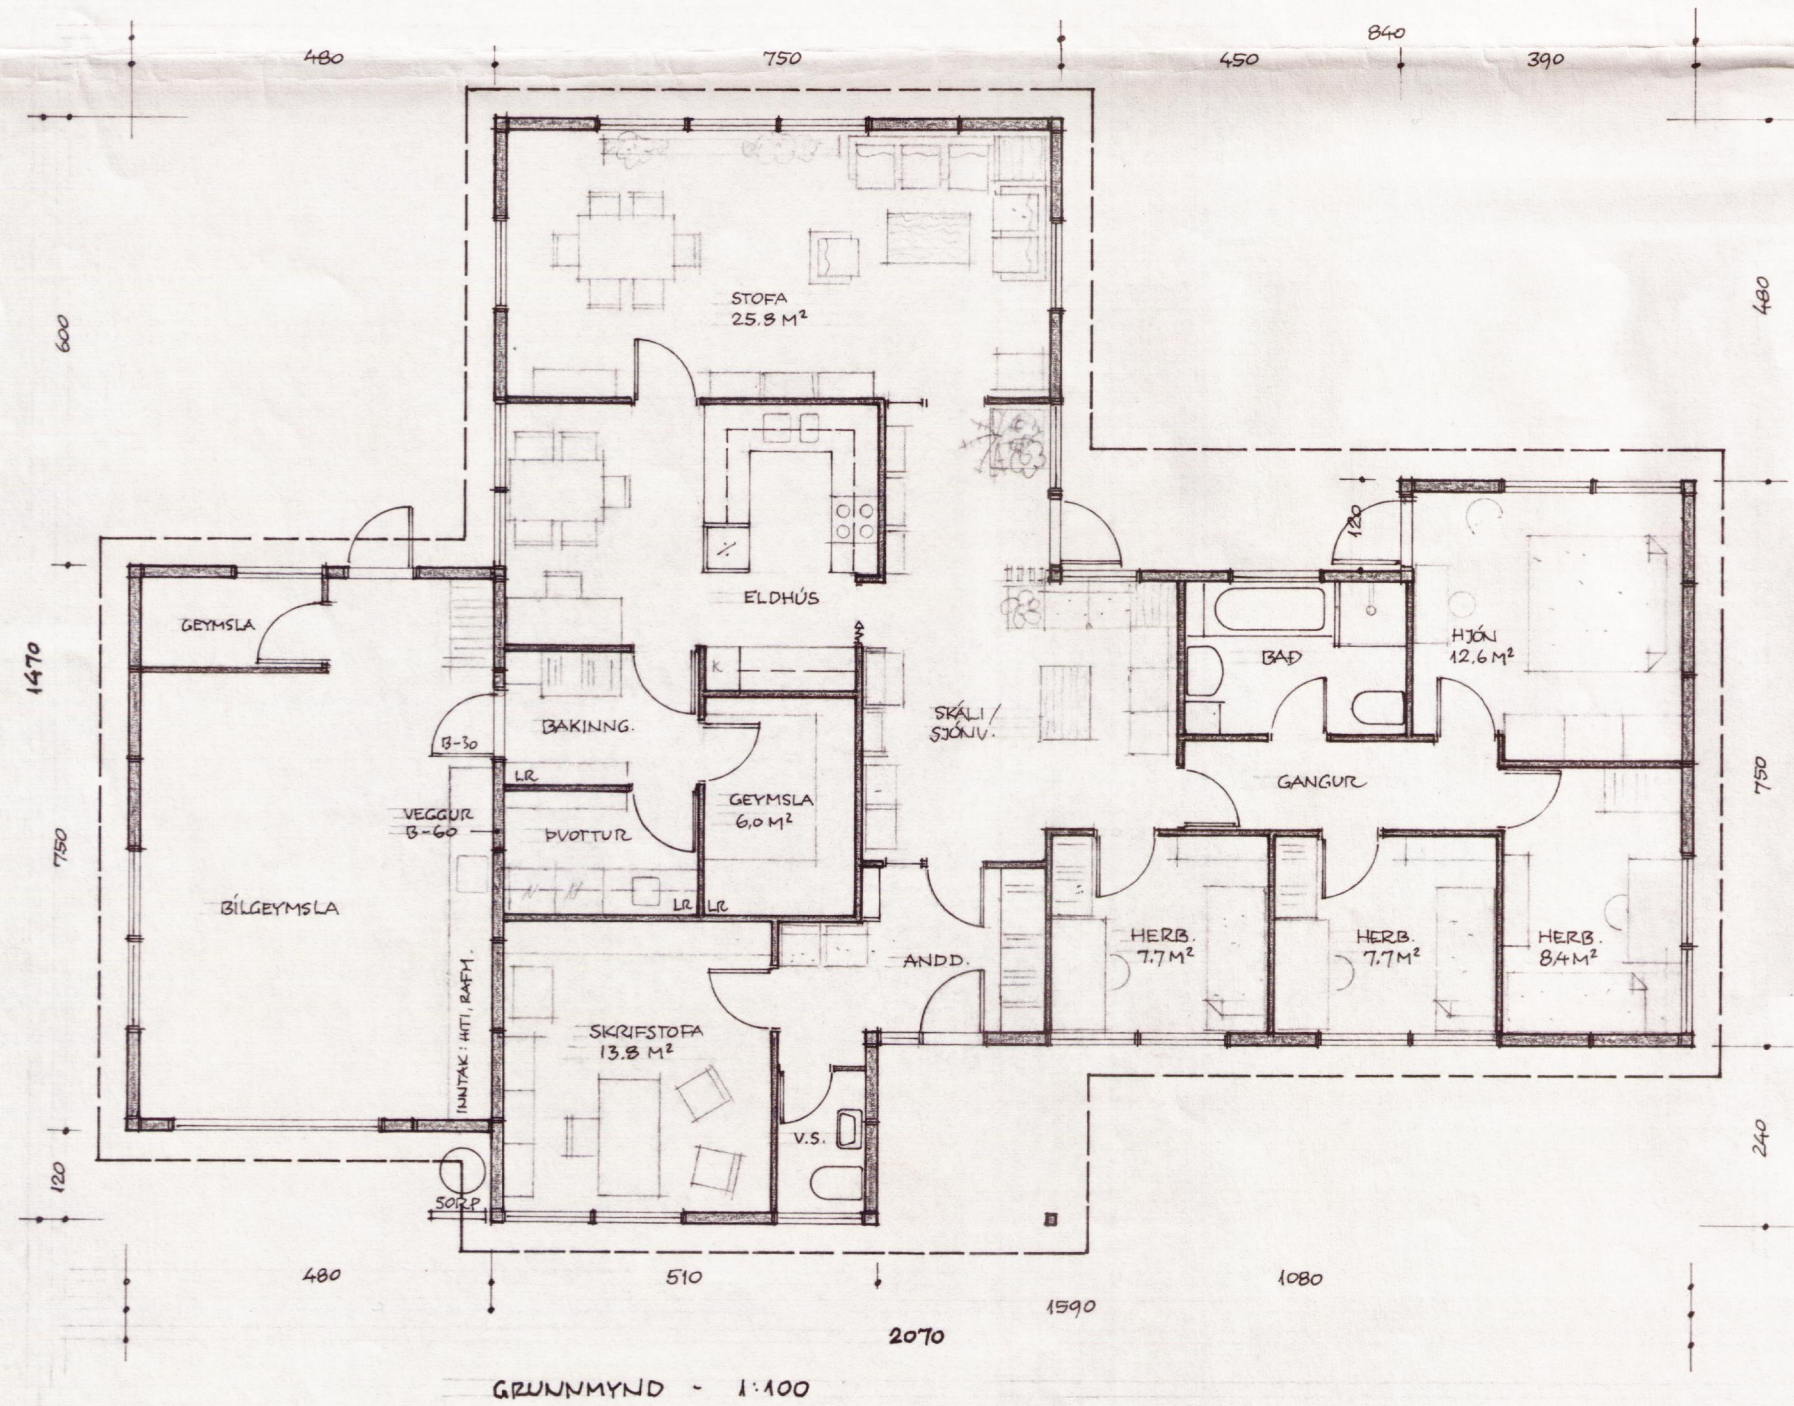 840
480
750
450
390
600
480
STOFA
25.8 M²
120
GEYMSLA
ELDHÚS
HJÓN
12,6 M²
BAÐ
K
1470
BAKINNG.
SKÁLI /
SJÓNV.
B-30
LR
GANGUR
750
GEYMSLA
6,0 M²
VEGGUR
B-60
ÞVOTTUR
750
BÍLGEYMSLA
LR
LR
HERB.
7.7 M²
HERB.
7.7 M²
HERB.
8,4 M²
ANDD.
INNTAK: HITI, RAFM.
SKRIFSTOFA
13.8 M²
V.S.
240
120
SORP
480
510
1080
1590
2070
GRUNNMYND - 1:100